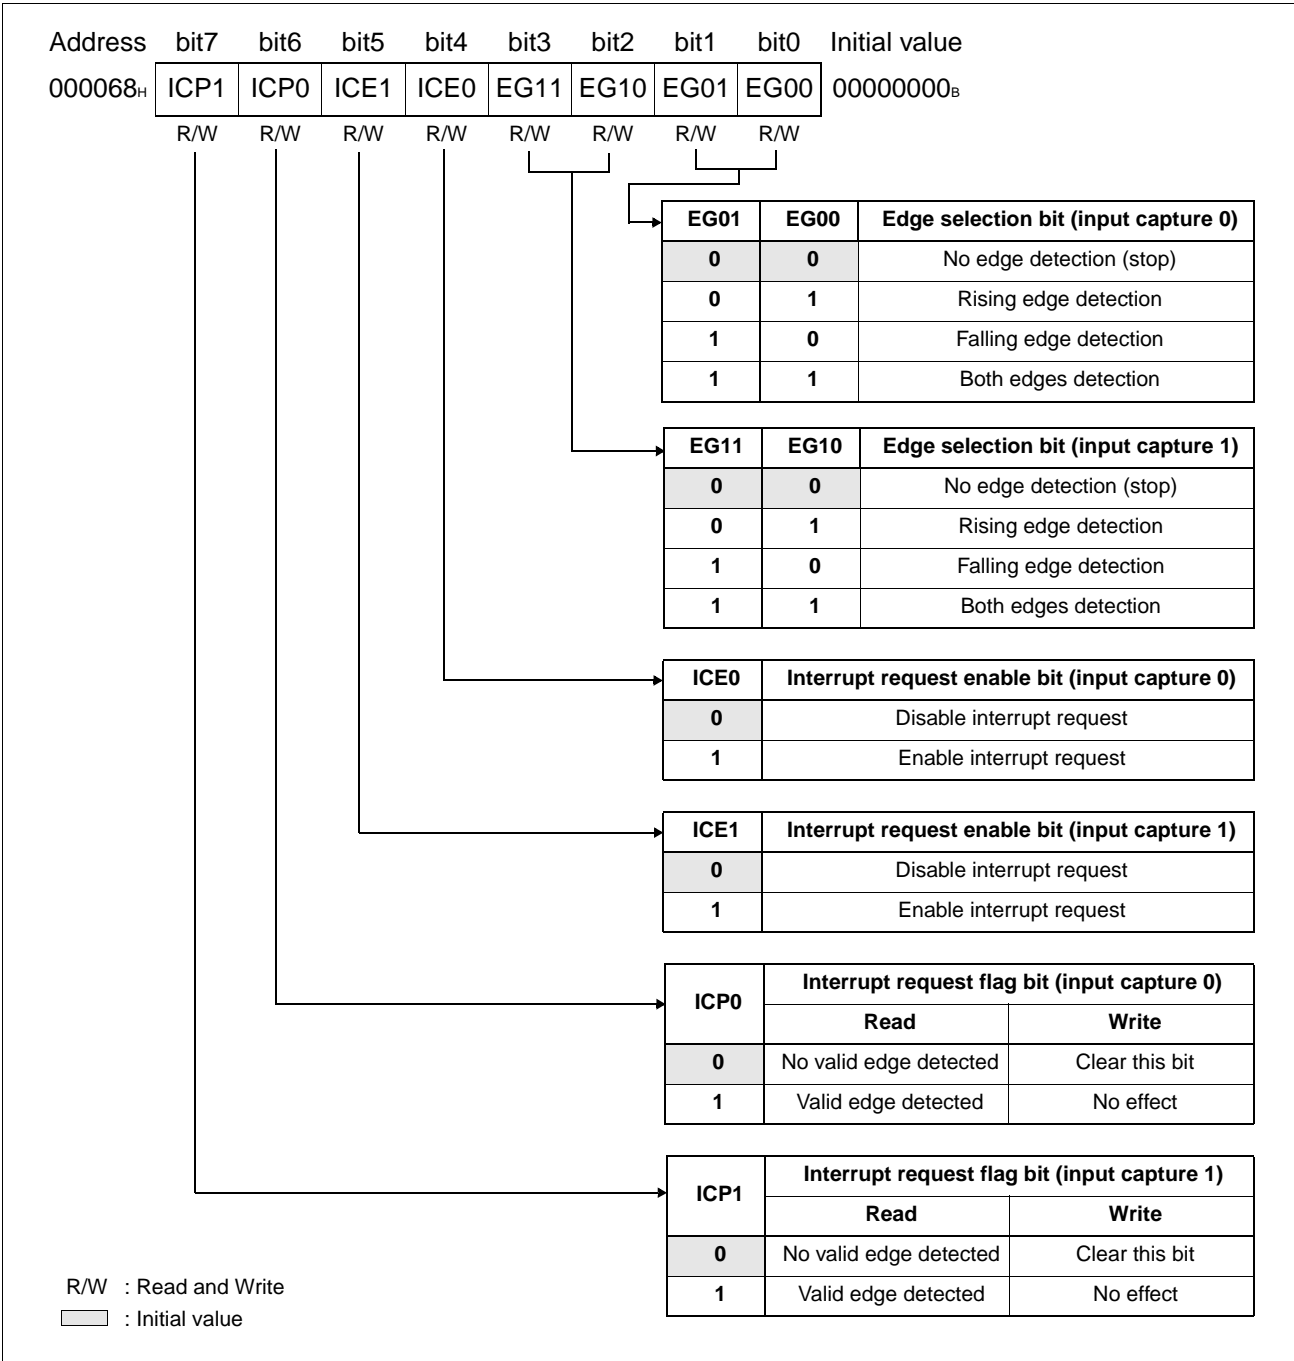 Address bit7 bit6 bit5 bit4 bit3 bit2 bit1 bit0 Initial value
000068H ICP1 ICP0 ICE1 ICE0 EG11 EG10 EG01 EG00 00000000B
R/W R/W R/W R/W R/W R/W R/W R/W
EG01 EG00 Edge selection bit (input capture 0)
0 0 No edge detection (stop)
0 1 Rising edge detection
1 0 Falling edge detection
1 1 Both edges detection
EG11 EG10 Edge selection bit (input capture 1)
0 0 No edge detection (stop)
0 1 Rising edge detection
1 0 Falling edge detection
1 1 Both edges detection
ICE0 Interrupt request enable bit (input capture 0)
0 Disable interrupt request
1 Enable interrupt request
ICE1 Interrupt request enable bit (input capture 1)
0 Disable interrupt request
1 Enable interrupt request
ICP0 Interrupt request flag bit (input capture 0)
Read Write
0 No valid edge detected Clear this bit
1 Valid edge detected No effect
ICP1 Interrupt request flag bit (input capture 1)
Read Write
0 No valid edge detected Clear this bit
1 Valid edge detected No effect
R/W : Read and Write
: Initial value